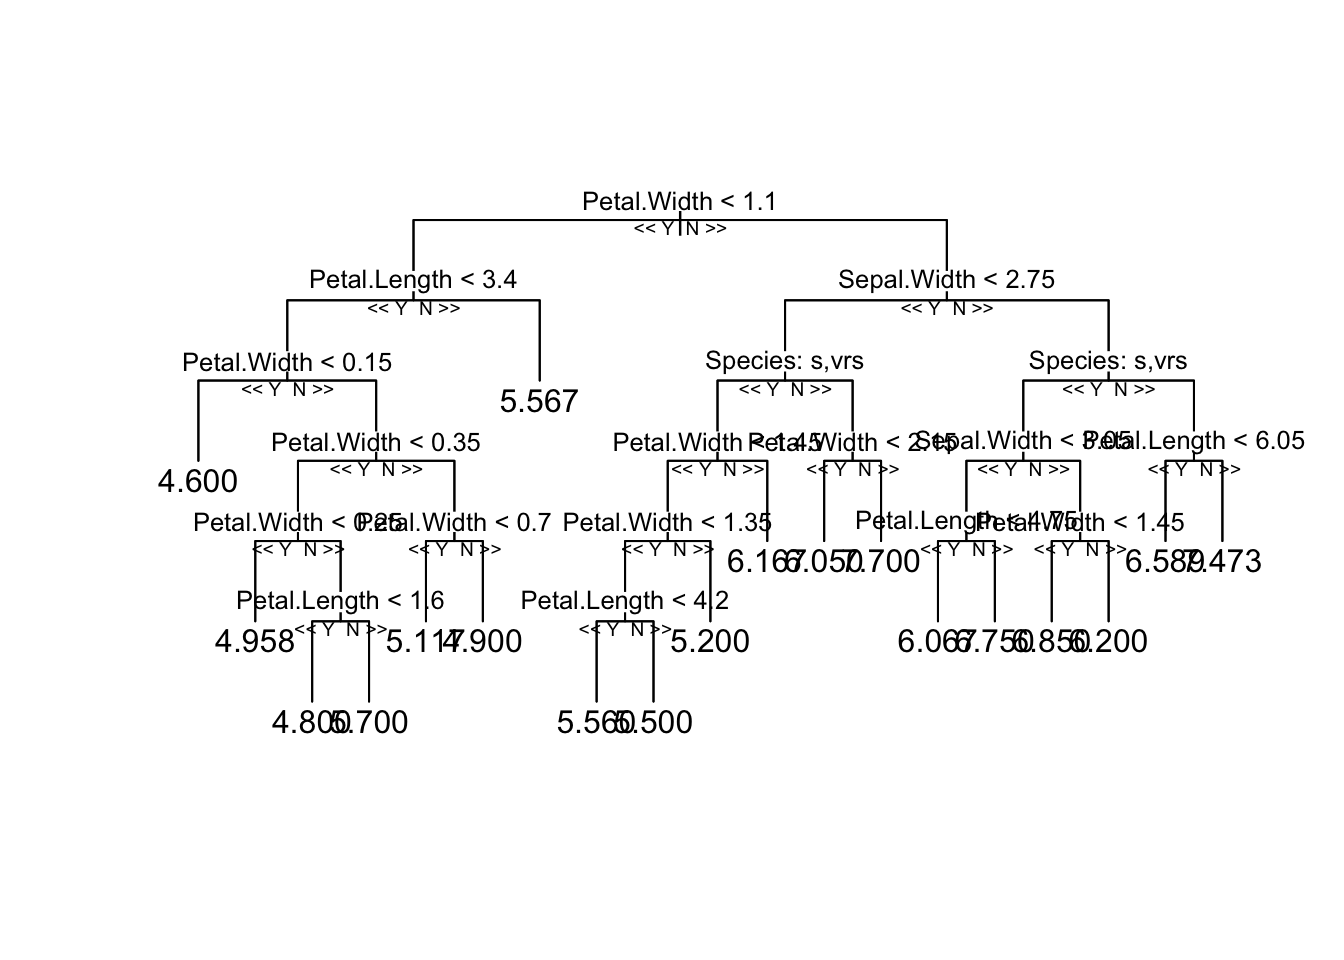 Petal.Width < 1.1
<< Y N >>
Petal.Length < 3.4
Sepal.Width < 2.75
<< Y N >>
<< Y N >>
Petal.Width < 0.15
Species: s,vrs
Species: s,vrs
<< Y N >>
5.567
<< Y N >>
<< Y N >>
Petal.Width < 0.35
Petal.Width < 1.45
Petal.Width < 2.15
Sepal.Width < 3.05
Petal.Length < 6.05
4.600
<< Y N >>
<< Y N >>
<< Y N >>
<< Y N >>
<< Y N >>
Petal.Width < 0.25
Petal.Width < 0.7
Petal.Width < 1.35
Petal.Length < 4.75
Petal.Width < 1.45
<< Y N >>
<< Y N >>
<< Y N >>
6.167
6.050
7.700
<< Y N >>
<< Y N >>
6.589
7.473
Petal.Length < 1.6
Petal.Length < 4.2
4.958
<< Y N >>
5.117
4.900
<< Y N >>
5.200
6.067
6.750
6.850
6.200
4.800
5.700
5.560
5.500